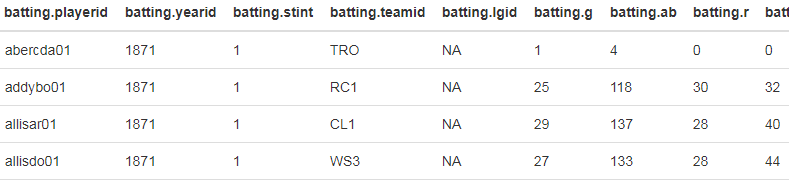 batting.playerid batting.yearid batting.stint batting.teamid batting.lgid batting.g batting.ab batting.r
abercda01 1871 1 TRO NA 1 4 0 0
addybo01 1871 1 RC1 NA 25 118 30 32
allisar01 1871 1 CL1 NA 29 137 28 40
allisdo01 1871 1 WS3 NA 27 133 28 44